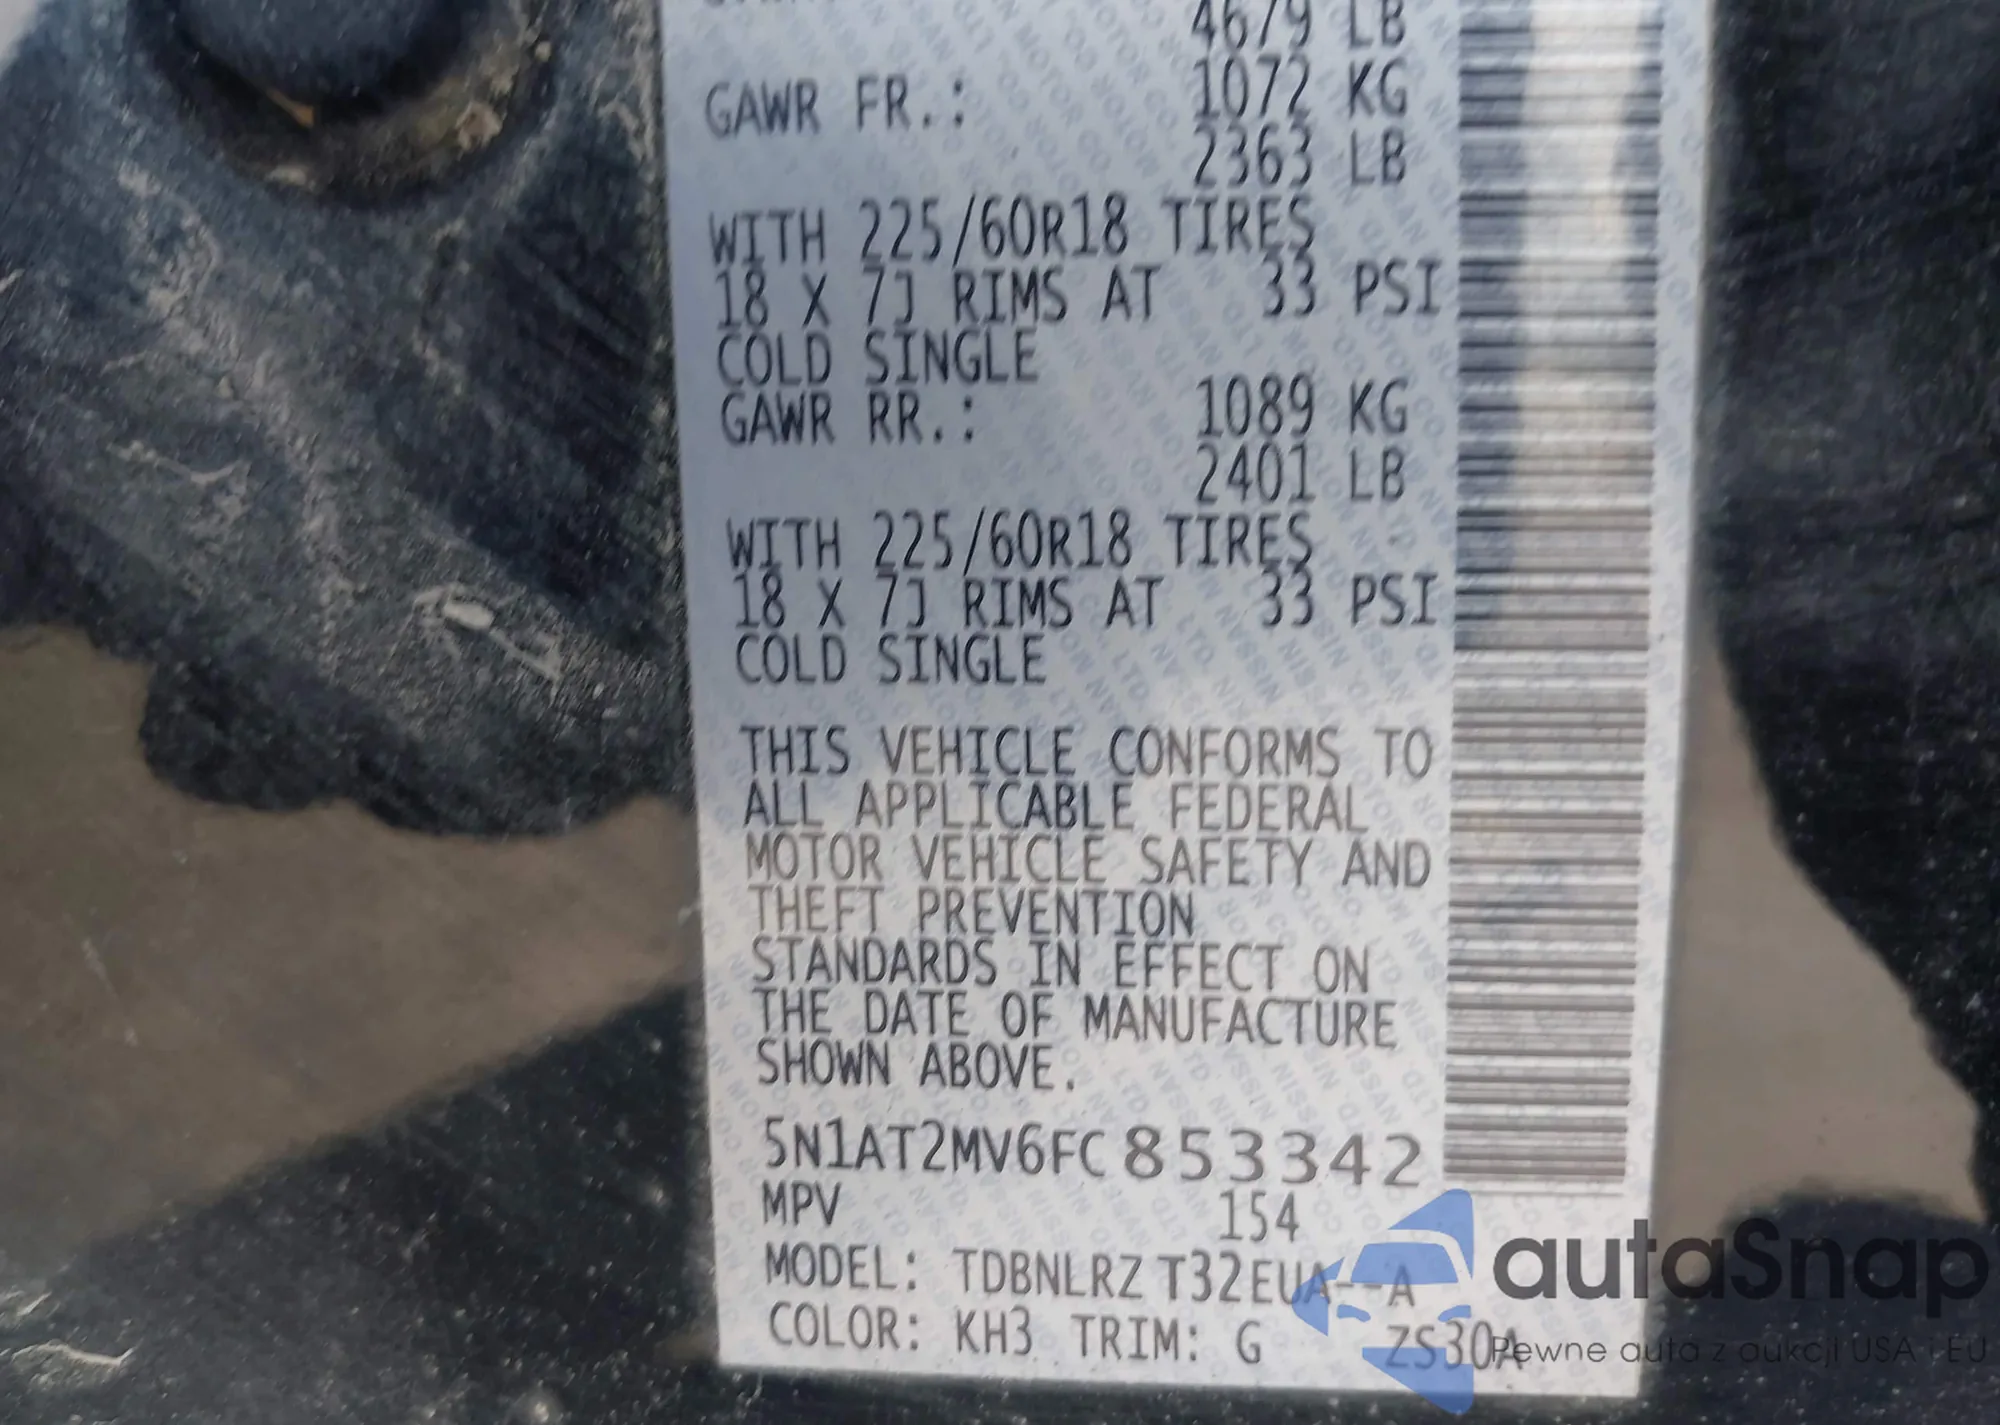 4679 LB
GAWR FR.: 1072 KG
2363 LB
WITH 225/60R18 TIRES
18 X 7J RIMS AT 33 PSI
COLD SINGLE
GAWR RR.: 1089 KG
2401 LB
WITH 225/60R18 TIRES
18 X 7J RIMS AT 33 PSI
COLD SINGLE
THIS VEHICLE CONFORMS TO
ALL APPLICABLE FEDERAL
MOTOR VEHICLE SAFETY AND
THEFT PREVENTION
STANDARDS IN EFFECT ON
THE DATE OF MANUFACTURE
SHOWN ABOVE.
5N1AT2MV6FC853342
MPV 154
MODEL: TDBNLRZ T32EUA--A
COLOR: KH3 TRIM: G ZS30A
autaSnap
Pewne auta z aukcji USA i EU